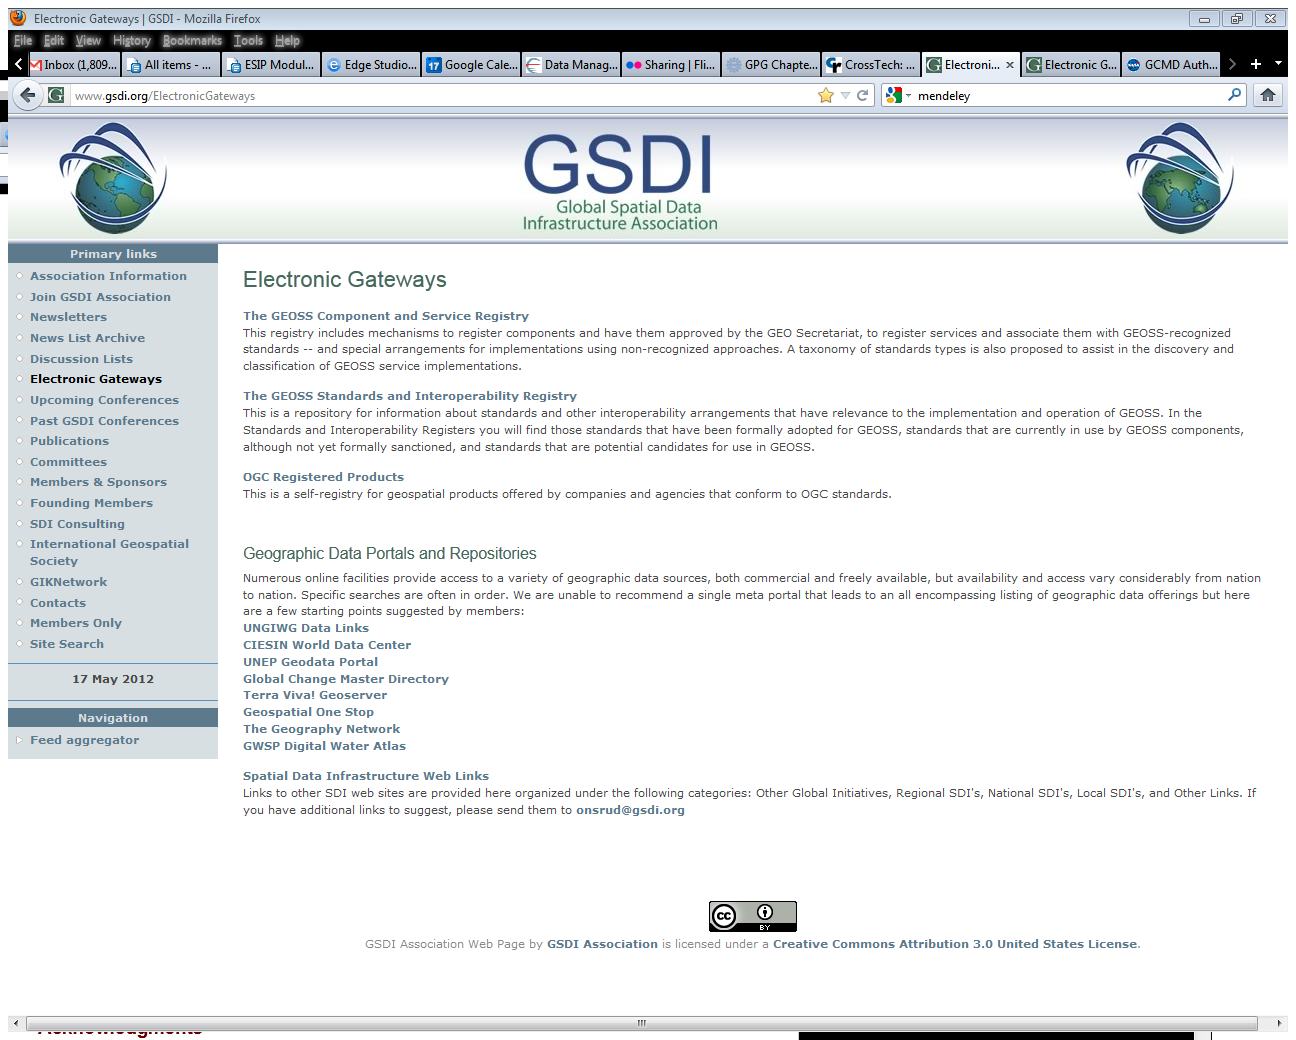 Electronic Gateways | GSDI - Mozilla Firefox
File Edit View History Bookmarks Tools Help
Inbox (1,809... All items - ... ESIP Modul... Edge Studio... 17 Google Cale... Data Manag... Sharing | Fli... GPG Chapte... CrossTech: ... Electroni... Electronic G... GCMD Auth...
www.gsdi.org/ElectronicGateways mendeley
GSDI
Global Spatial Data
Infrastructure Association
Primary links
Association Information
Join GSDI Association
Newsletters
News List Archive
Discussion Lists
Electronic Gateways
Upcoming Conferences
Past GSDI Conferences
Publications
Committees
Members & Sponsors
Founding Members
SDI Consulting
International Geospatial
Society
GIKNetwork
Contacts
Members Only
Site Search
17 May 2012
Navigation
Feed aggregator
Electronic Gateways
The GEOSS Component and Service Registry
This registry includes mechanisms to register components and have them approved by the GEO Secretariat, to register services and associate them with GEOSS-recognized
standards -- and special arrangements for implementations using non-recognized approaches. A taxonomy of standards types is also proposed to assist in the discovery and
classification of GEOSS service implementations.
The GEOSS Standards and Interoperability Registry
This is a repository for information about standards and other interoperability arrangements that have relevance to the implementation and operation of GEOSS. In the
Standards and Interoperability Registers you will find those standards that have been formally adopted for GEOSS, standards that are currently in use by GEOSS components,
although not yet formally sanctioned, and standards that are potential candidates for use in GEOSS.
OGC Registered Products
This is a self-registry for geospatial products offered by companies and agencies that conform to OGC standards.
Geographic Data Portals and Repositories
Numerous online facilities provide access to a variety of geographic data sources, both commercial and freely available, but availability and access vary considerably from nation
to nation. Specific searches are often in order. We are unable to recommend a single meta portal that leads to an all encompassing listing of geographic data offerings but here
are a few starting points suggested by members:
UNGIWG Data Links
CIESIN World Data Center
UNEP Geodata Portal
Global Change Master Directory
Terra Viva! Geoserver
Geospatial One Stop
The Geography Network
GWSP Digital Water Atlas
Spatial Data Infrastructure Web Links
Links to other SDI web sites are provided here organized under the following categories: Other Global Initiatives, Regional SDI's, National SDI's, Local SDI's, and Other Links. If
you have additional links to suggest, please send them to onsrud@gsdi.org
cc BY
GSDI Association Web Page by GSDI Association is licensed under a Creative Commons Attribution 3.0 United States License.
Acknowledgments